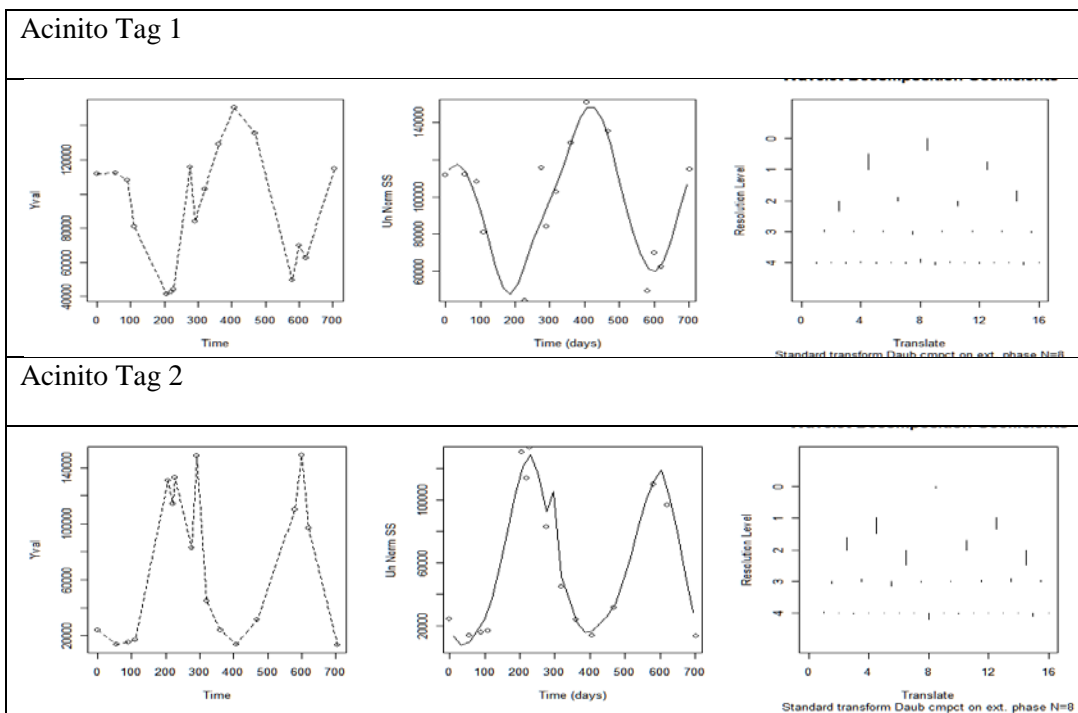 Acinito Tag 1
Yval
40000 60000 80000 120000
0 100 200 300 400 500 600 700
Time
Un Norm SS
60000 80000 100000 140000
0 100 200 300 400 500 600 700
Time (days)
Resolution Level
0
1
2
3
4
0 4 8 12 16
Translate
Standard transform Daub cmpct on ext. phase N=8
Acinito Tag 2
Yval
20000 60000 100000 140000
0 100 200 300 400 500 600 700
Time
Un Norm SS
20000 60000 100000
0 100 200 300 400 500 600 700
Time (days)
Resolution Level
0
1
2
3
4
0 4 8 12 16
Translate
Standard transform Daub cmpct on ext. phase N=8